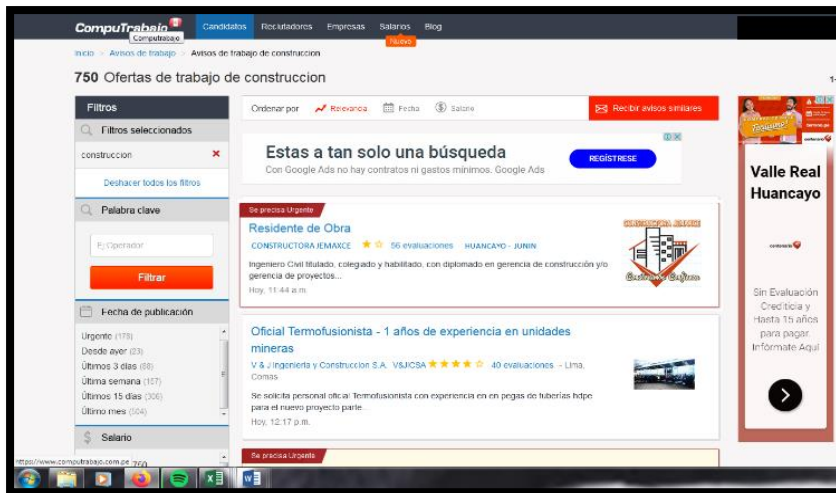 CompuTrabajo
Candidatos Reclutadores Empresas Salarios Blog
Computrabajo
Nuevo
Inicio > Avisos de trabajo > Avisos de trabajo de construccion
750 Ofertas de trabajo de construccion
1-
Filtros
Filtros seleccionados
construccion
Deshacer todos los filtros
Palabra clave
Ej Operador
Filtrar
Fecha de publicación
Urgente (178)
Desde ayer (23)
Últimos 3 días (88)
Última semana (157)
Últimos 15 días (306)
Último mes (504)
Salario
Ordenar por Relevancia Fecha Salario
Recibir avisos similares
Estas a tan solo una búsqueda
Con Google Ads no hay contratos ni gastos mínimos. Google Ads
REGÍSTRESE
Se precisa Urgente
Residente de Obra
CONSTRUCTORA JEMAXCE 56 evaluaciones HUANCAYO - JUNIN
Ingeniero Civil titulado, colegiado y habilitado, con diplomado en gerencia de construcción y/o
gerencia de proyectos...
Hoy, 11:44 a.m.
Oficial Termofusionista - 1 años de experiencia en unidades
mineras
V & J Ingenieria y Construccion S.A. V&JICSA 40 evaluaciones - Lima,
Comas
Se solicita personal oficial Termofusionista con experiencia en en pegas de tuberías hdpe
para el nuevo proyecto parte
Hoy, 12:17 p.m.
Se precisa Urgente
centenario
Valle Real
Huancayo
centenario
Sin Evaluación
Crediticia y
Hasta 15 años
para pagar.
Infórmate Aquí
https://www.computrabajo.com.pe